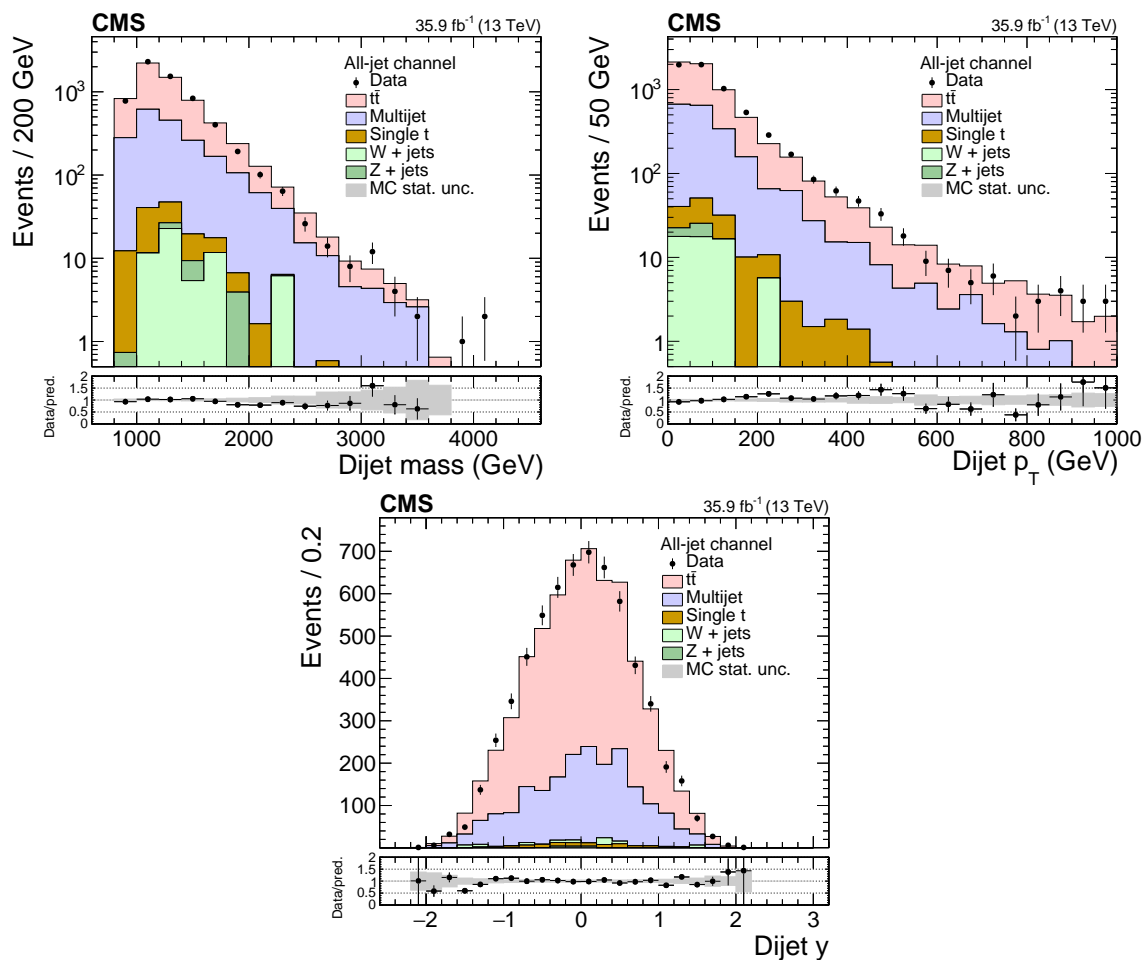 CMS
35.9 fb⁻¹ (13 TeV)
Events / 200 GeV
10³
10²
10
1
All-jet channel
Data
tt̄
Multijet
Single t
W + jets
Z + jets
MC stat. unc.
Data/pred.
2
1.5
1
0.5
0
1000 2000 3000 4000
Dijet mass (GeV)
CMS
35.9 fb⁻¹ (13 TeV)
Events / 50 GeV
10³
10²
10
1
All-jet channel
Data
tt̄
Multijet
Single t
W + jets
Z + jets
MC stat. unc.
Data/pred.
2
1.5
1
0.5
0
0 200 400 600 800 1000
Dijet p_T (GeV)
CMS
35.9 fb⁻¹ (13 TeV)
Events / 0.2
700
600
500
400
300
200
100
All-jet channel
Data
tt̄
Multijet
Single t
W + jets
Z + jets
MC stat. unc.
Data/pred.
2
1.5
1
0.5
0
−2 −1 0 1 2 3
Dijet y